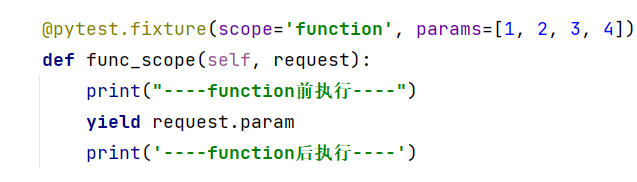 @pytest.fixture(scope='function', params=[1, 2, 3, 4])
def func_scope(self, request):
    print("----function前执行----")
    yield request.param
    print('----function后执行----')